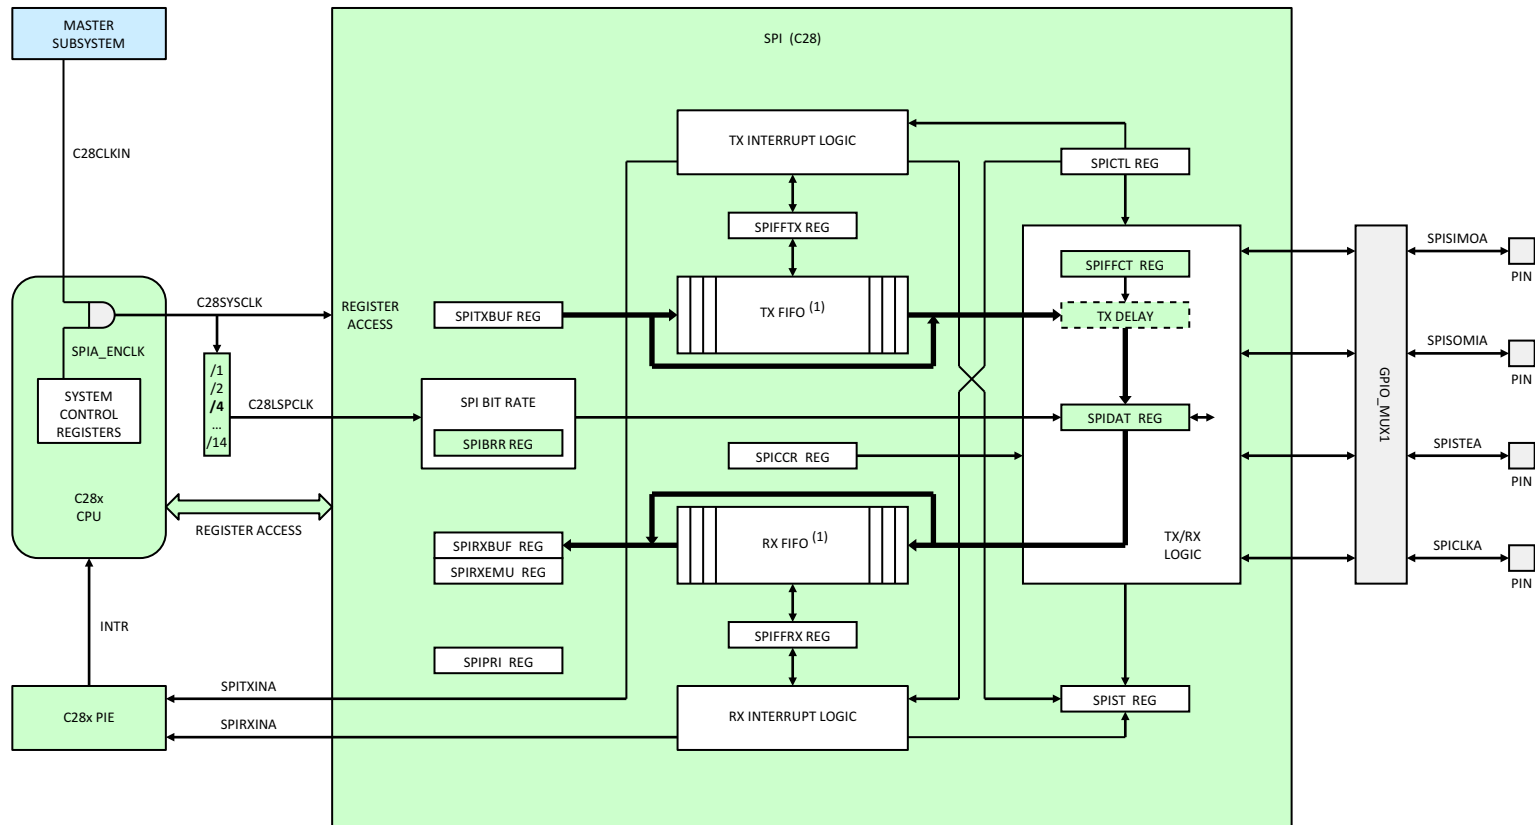 MASTER
SUBSYSTEM
SPI (C28)
C28CLKIN
TX INTERRUPT LOGIC
SPICTL REG
SPIFFTX REG
SPISIMOA
PIN
SPIFFCT REG
C28SYSCLK
REGISTER
ACCESS
SPITXBUF REG
TX FIFO (1)
TX DELAY
SPIA_ENCLK
SPISOMIA
PIN
SYSTEM
CONTROL
REGISTERS
/1
/2
/4
...
/14
C28LSPCLK
SPI BIT RATE
SPIBRR REG
SPIDAT REG
GPIO_MUX1
SPICCR REG
SPISTEA
PIN
C28x
CPU
REGISTER ACCESS
SPIRXBUF REG
SPIRXEMU REG
RX FIFO (1)
TX/RX
LOGIC
SPICLKA
PIN
INTR
SPIFFRX REG
SPIPRI REG
SPITXINA
C28x PIE
SPIRXINA
RX INTERRUPT LOGIC
SPIST REG